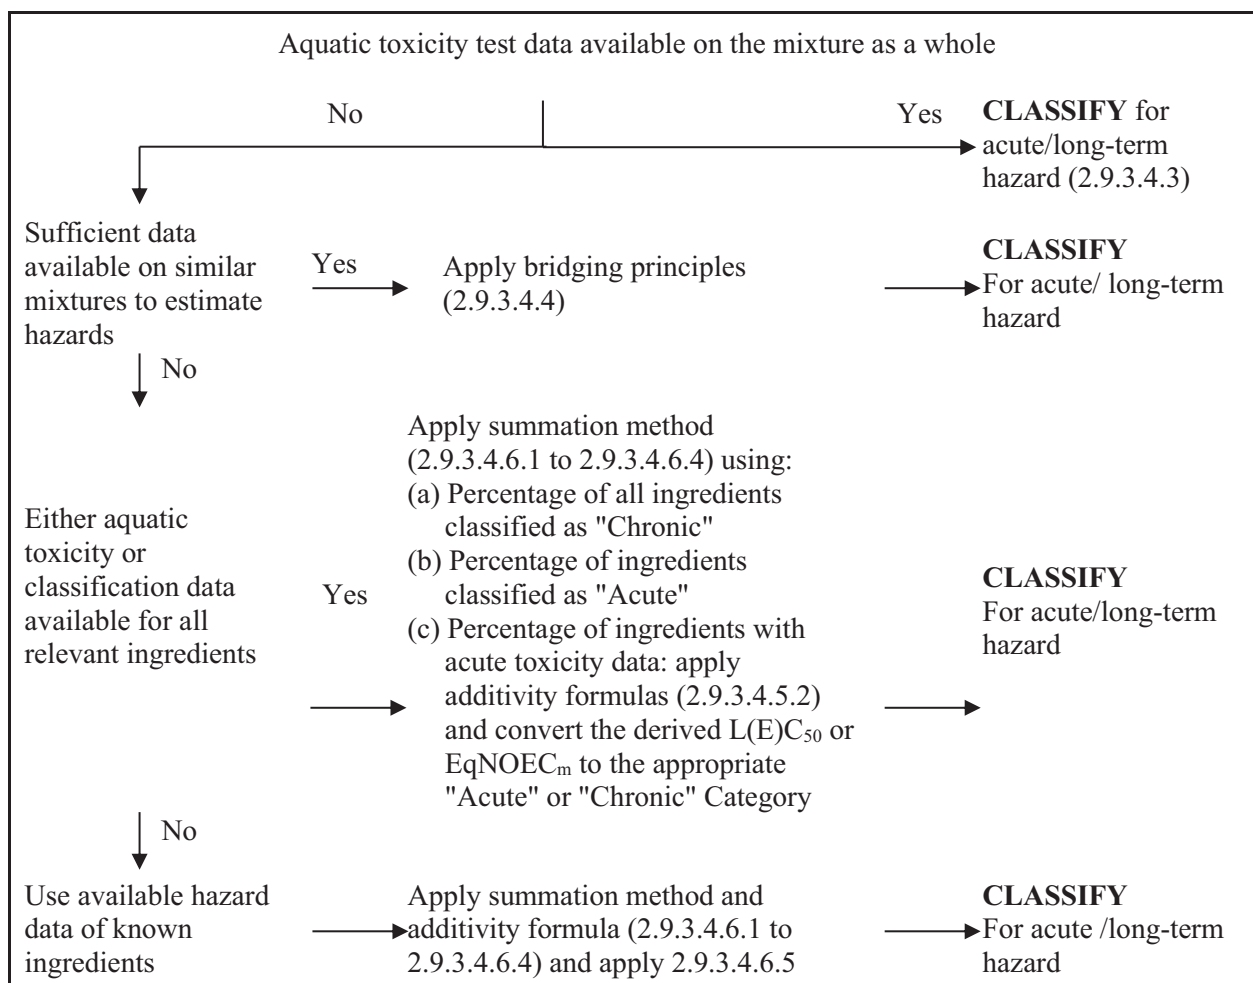 Aquatic toxicity test data available on the mixture as a whole
No
Yes
CLASSIFY for
acute/long-term
hazard (2.9.3.4.3)
Sufficient data
available on similar
mixtures to estimate
hazards
Yes
Apply bridging principles
(2.9.3.4.4)
CLASSIFY
For acute/ long-term
hazard
No
Either aquatic
toxicity or
classification data
available for all
relevant ingredients
Yes
Apply summation method
(2.9.3.4.6.1 to 2.9.3.4.6.4) using:
(a) Percentage of all ingredients
classified as "Chronic"
(b) Percentage of ingredients
classified as "Acute"
(c) Percentage of ingredients with
acute toxicity data: apply
additivity formulas (2.9.3.4.5.2)
and convert the derived L(E)C₅₀ or
EqNOECₘ to the appropriate
"Acute" or "Chronic" Category
CLASSIFY
For acute/long-term
hazard
No
Use available hazard
data of known
ingredients
Apply summation method and
additivity formula (2.9.3.4.6.1 to
2.9.3.4.6.4) and apply 2.9.3.4.6.5
CLASSIFY
For acute /long-term
hazard